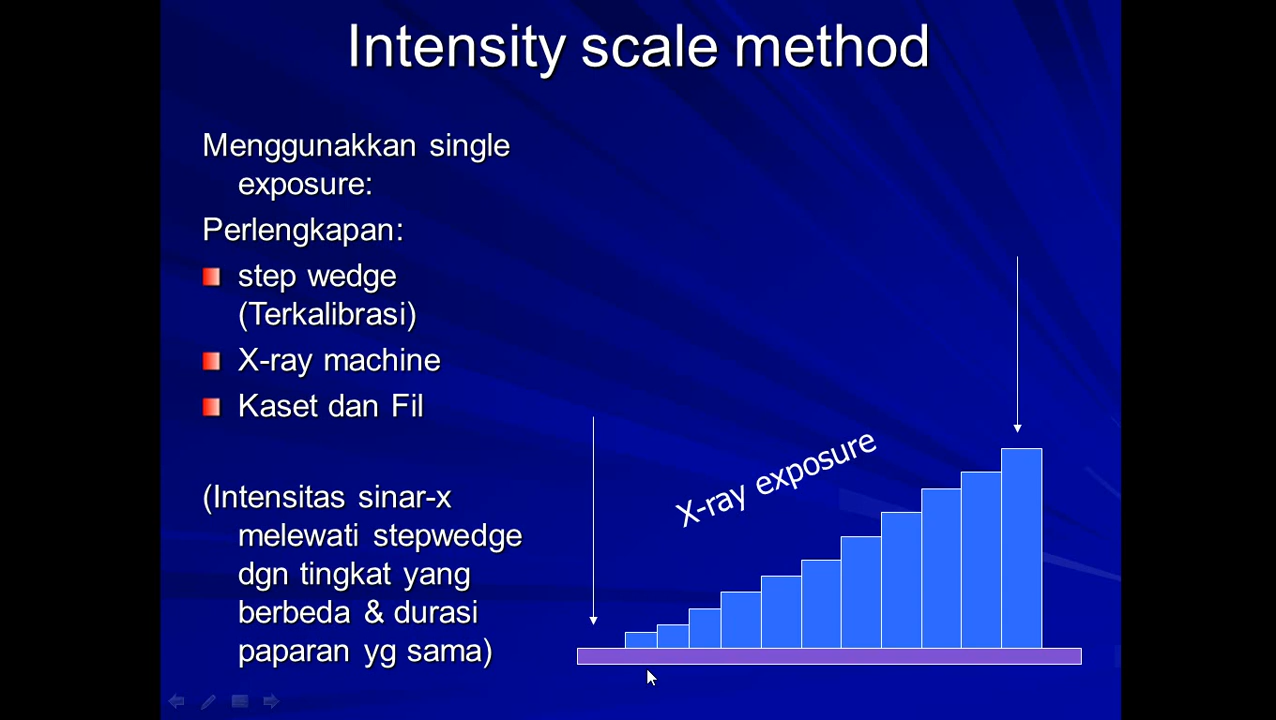 Intensity scale method
Menggunakkan single
exposure:
Perlengkapan:
step wedge
(Terkalibrasi)
X-ray machine
Kaset dan Fil
(Intensitas sinar-x
melewati stepwedge
dgn tingkat yang
berbeda & durasi
paparan yg sama)
X-ray exposure